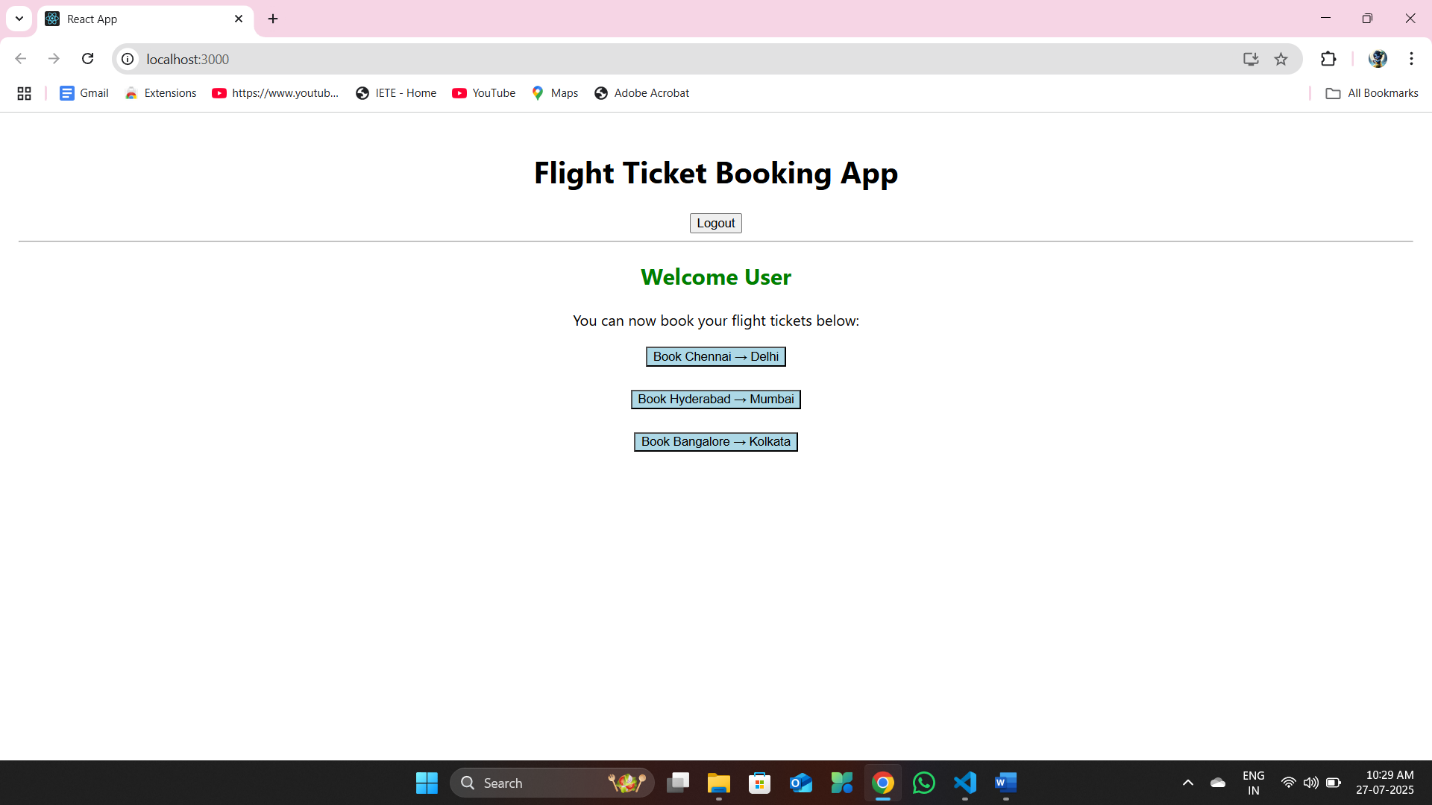 React App
localhost:3000
Gmail
Extensions
https://www.youtub...
IETE - Home
YouTube
Maps
Adobe Acrobat
All Bookmarks
Flight Ticket Booking App
Logout
Welcome User
You can now book your flight tickets below:
Book Chennai → Delhi
Book Hyderabad → Mumbai
Book Bangalore → Kolkata
Search
ENG
IN
10:29 AM
27-07-2025